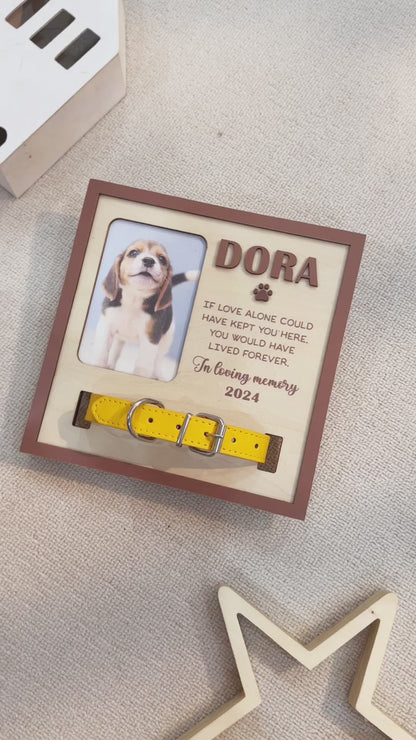 DORA
IF LOVE ALONE COULD
HAVE KEPT YOU HERE,
YOU WOULD HAVE
LIVED FOREVER.
In loving memory
2024